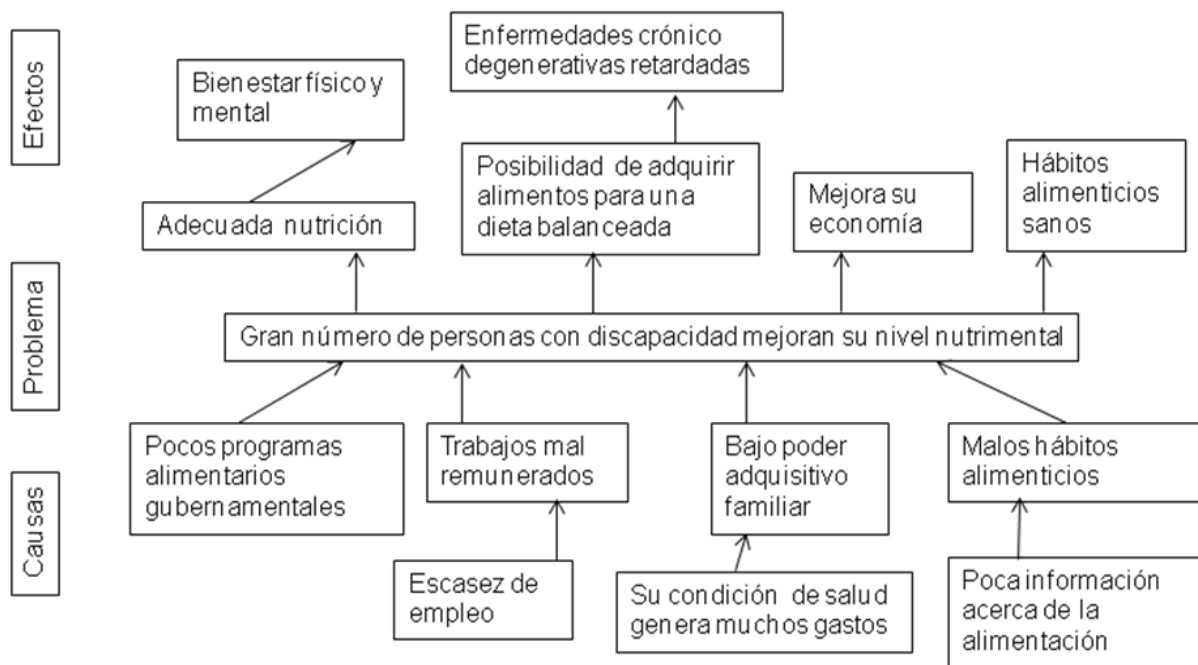 Efectos
Enfermedades crónico
degenerativas retardadas
Bienestar físico y
mental
Posibilidad de adquirir
alimentos para una
dieta balanceada
Hábitos
alimenticios
sanos
Mejora su
economía
Adecuada nutrición
Problema
Gran número de personas con discapacidad mejoran su nivel nutrimental
Causas
Pocos programas
alimentarios
gubernamentales
Trabajos mal
remunerados
Bajo poder
adquisitivo
familiar
Malos hábitos
alimenticios
Escasez de
empleo
Su condición de salud
genera muchos gastos
Poca información
acerca de la
alimentación